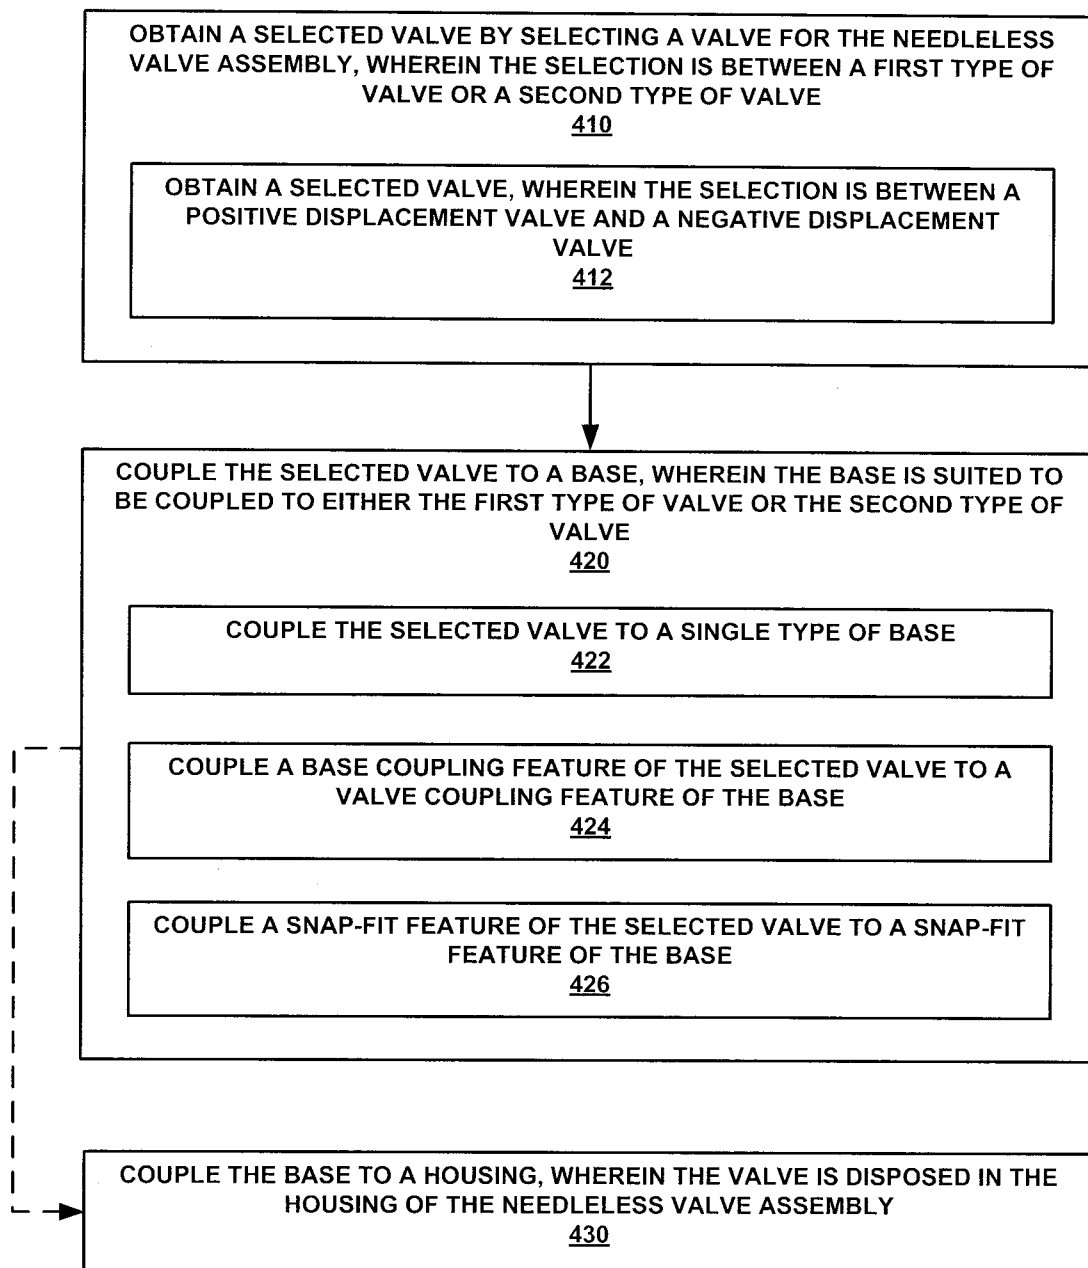 OBTAIN A SELECTED VALVE BY SELECTING A VALVE FOR THE NEEDLELESS
VALVE ASSEMBLY, WHEREIN THE SELECTION IS BETWEEN A FIRST TYPE OF
VALVE OR A SECOND TYPE OF VALVE
410
OBTAIN A SELECTED VALVE, WHEREIN THE SELECTION IS BETWEEN A
POSITIVE DISPLACEMENT VALVE AND A NEGATIVE DISPLACEMENT
VALVE
412
COUPLE THE SELECTED VALVE TO A BASE, WHEREIN THE BASE IS SUITED TO
BE COUPLED TO EITHER THE FIRST TYPE OF VALVE OR THE SECOND TYPE OF
VALVE
420
COUPLE THE SELECTED VALVE TO A SINGLE TYPE OF BASE
422
COUPLE A BASE COUPLING FEATURE OF THE SELECTED VALVE TO A
VALVE COUPLING FEATURE OF THE BASE
424
COUPLE A SNAP-FIT FEATURE OF THE SELECTED VALVE TO A SNAP-FIT
FEATURE OF THE BASE
426
COUPLE THE BASE TO A HOUSING, WHEREIN THE VALVE IS DISPOSED IN THE
HOUSING OF THE NEEDLELESS VALVE ASSEMBLY
430